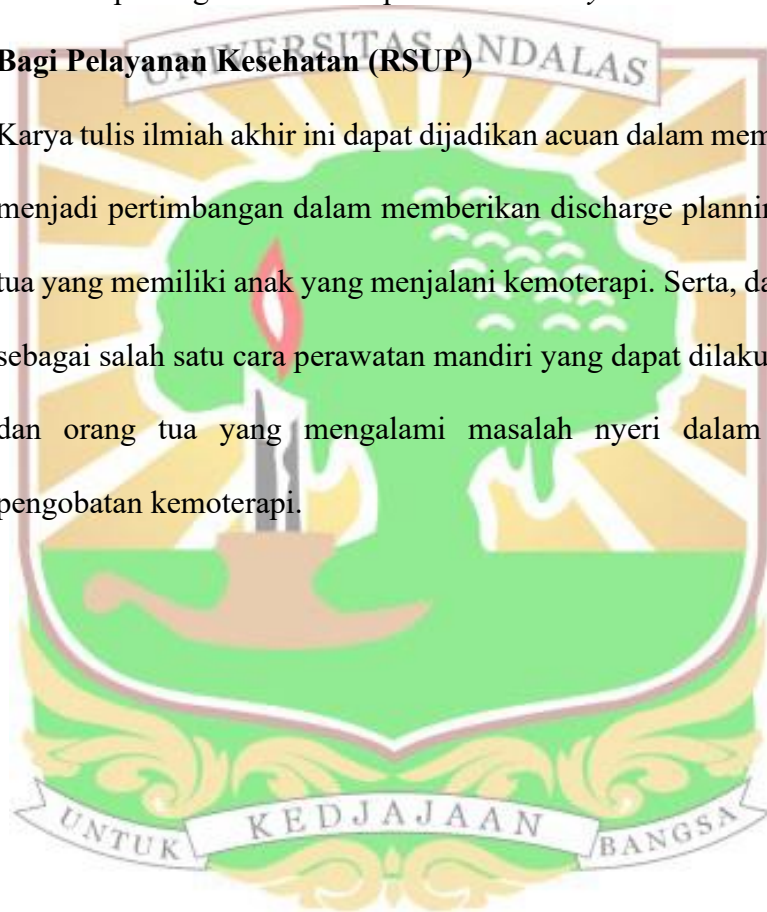 UNIVERSITAS ANDALAS
Bagi Pelayanan Kesehatan (RSUP)
Karya tulis ilmiah akhir ini dapat dijadikan acuan dalam mem
menjadi pertimbangan dalam memberikan discharge plannin
tua yang memiliki anak yang menjalani kemoterapi. Serta, da
sebagai salah satu cara perawatan mandiri yang dapat dilaku
dan orang tua yang mengalami masalah nyeri dalam
pengobatan kemoterapi.
UNTUK KEDJAJAAN BANGSA